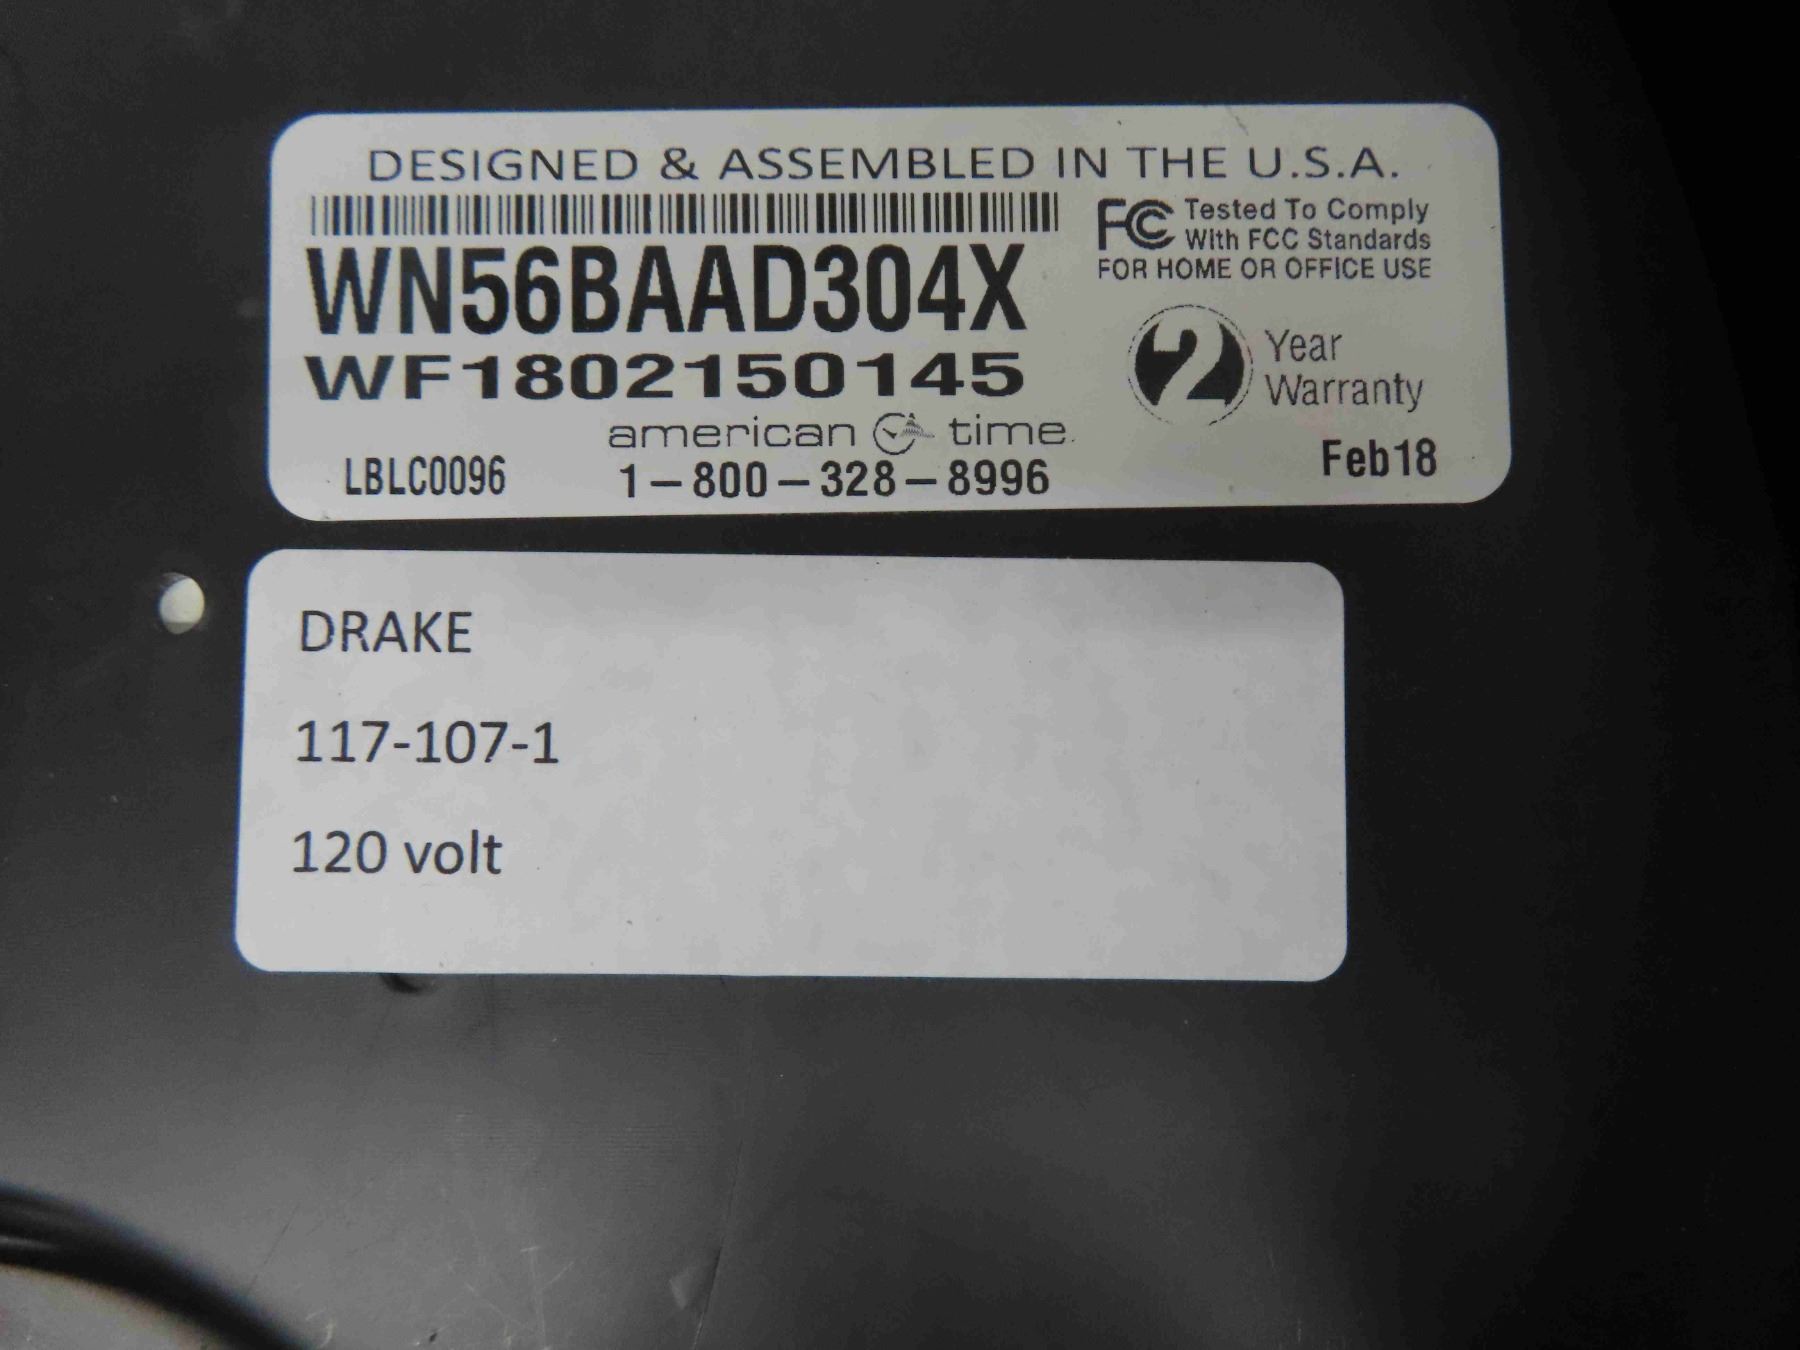 DESIGNED & ASSEMBLED IN THE U.S.A.
FC Tested To Comply
With FCC Standards
FOR HOME OR OFFICE USE
WN56BAAD304X
WF1802150145
2 Year
Warranty
american time
LBLC0096
1-800-328-8996
Feb18
DRAKE
117-107-1
120 volt